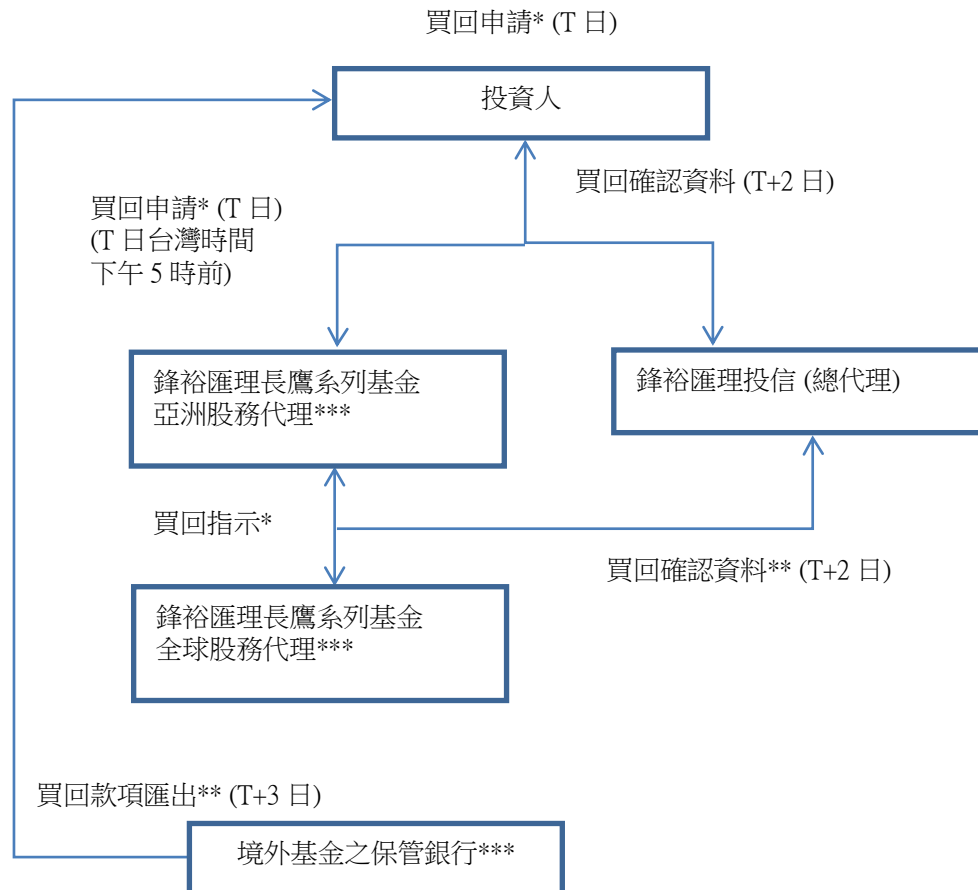 買回申請* (T 日)
投資人
買回確認資料 (T+2 日)
買回申請* (T 日)
(T 日台灣時間
下午 5 時前)
鋒裕匯理長鷹系列基金
亞洲股務代理***
鋒裕匯理投信 (總代理)
買回指示*
買回確認資料** (T+2 日)
鋒裕匯理長鷹系列基金
全球股務代理***
買回款項匯出** (T+3 日)
境外基金之保管銀行***